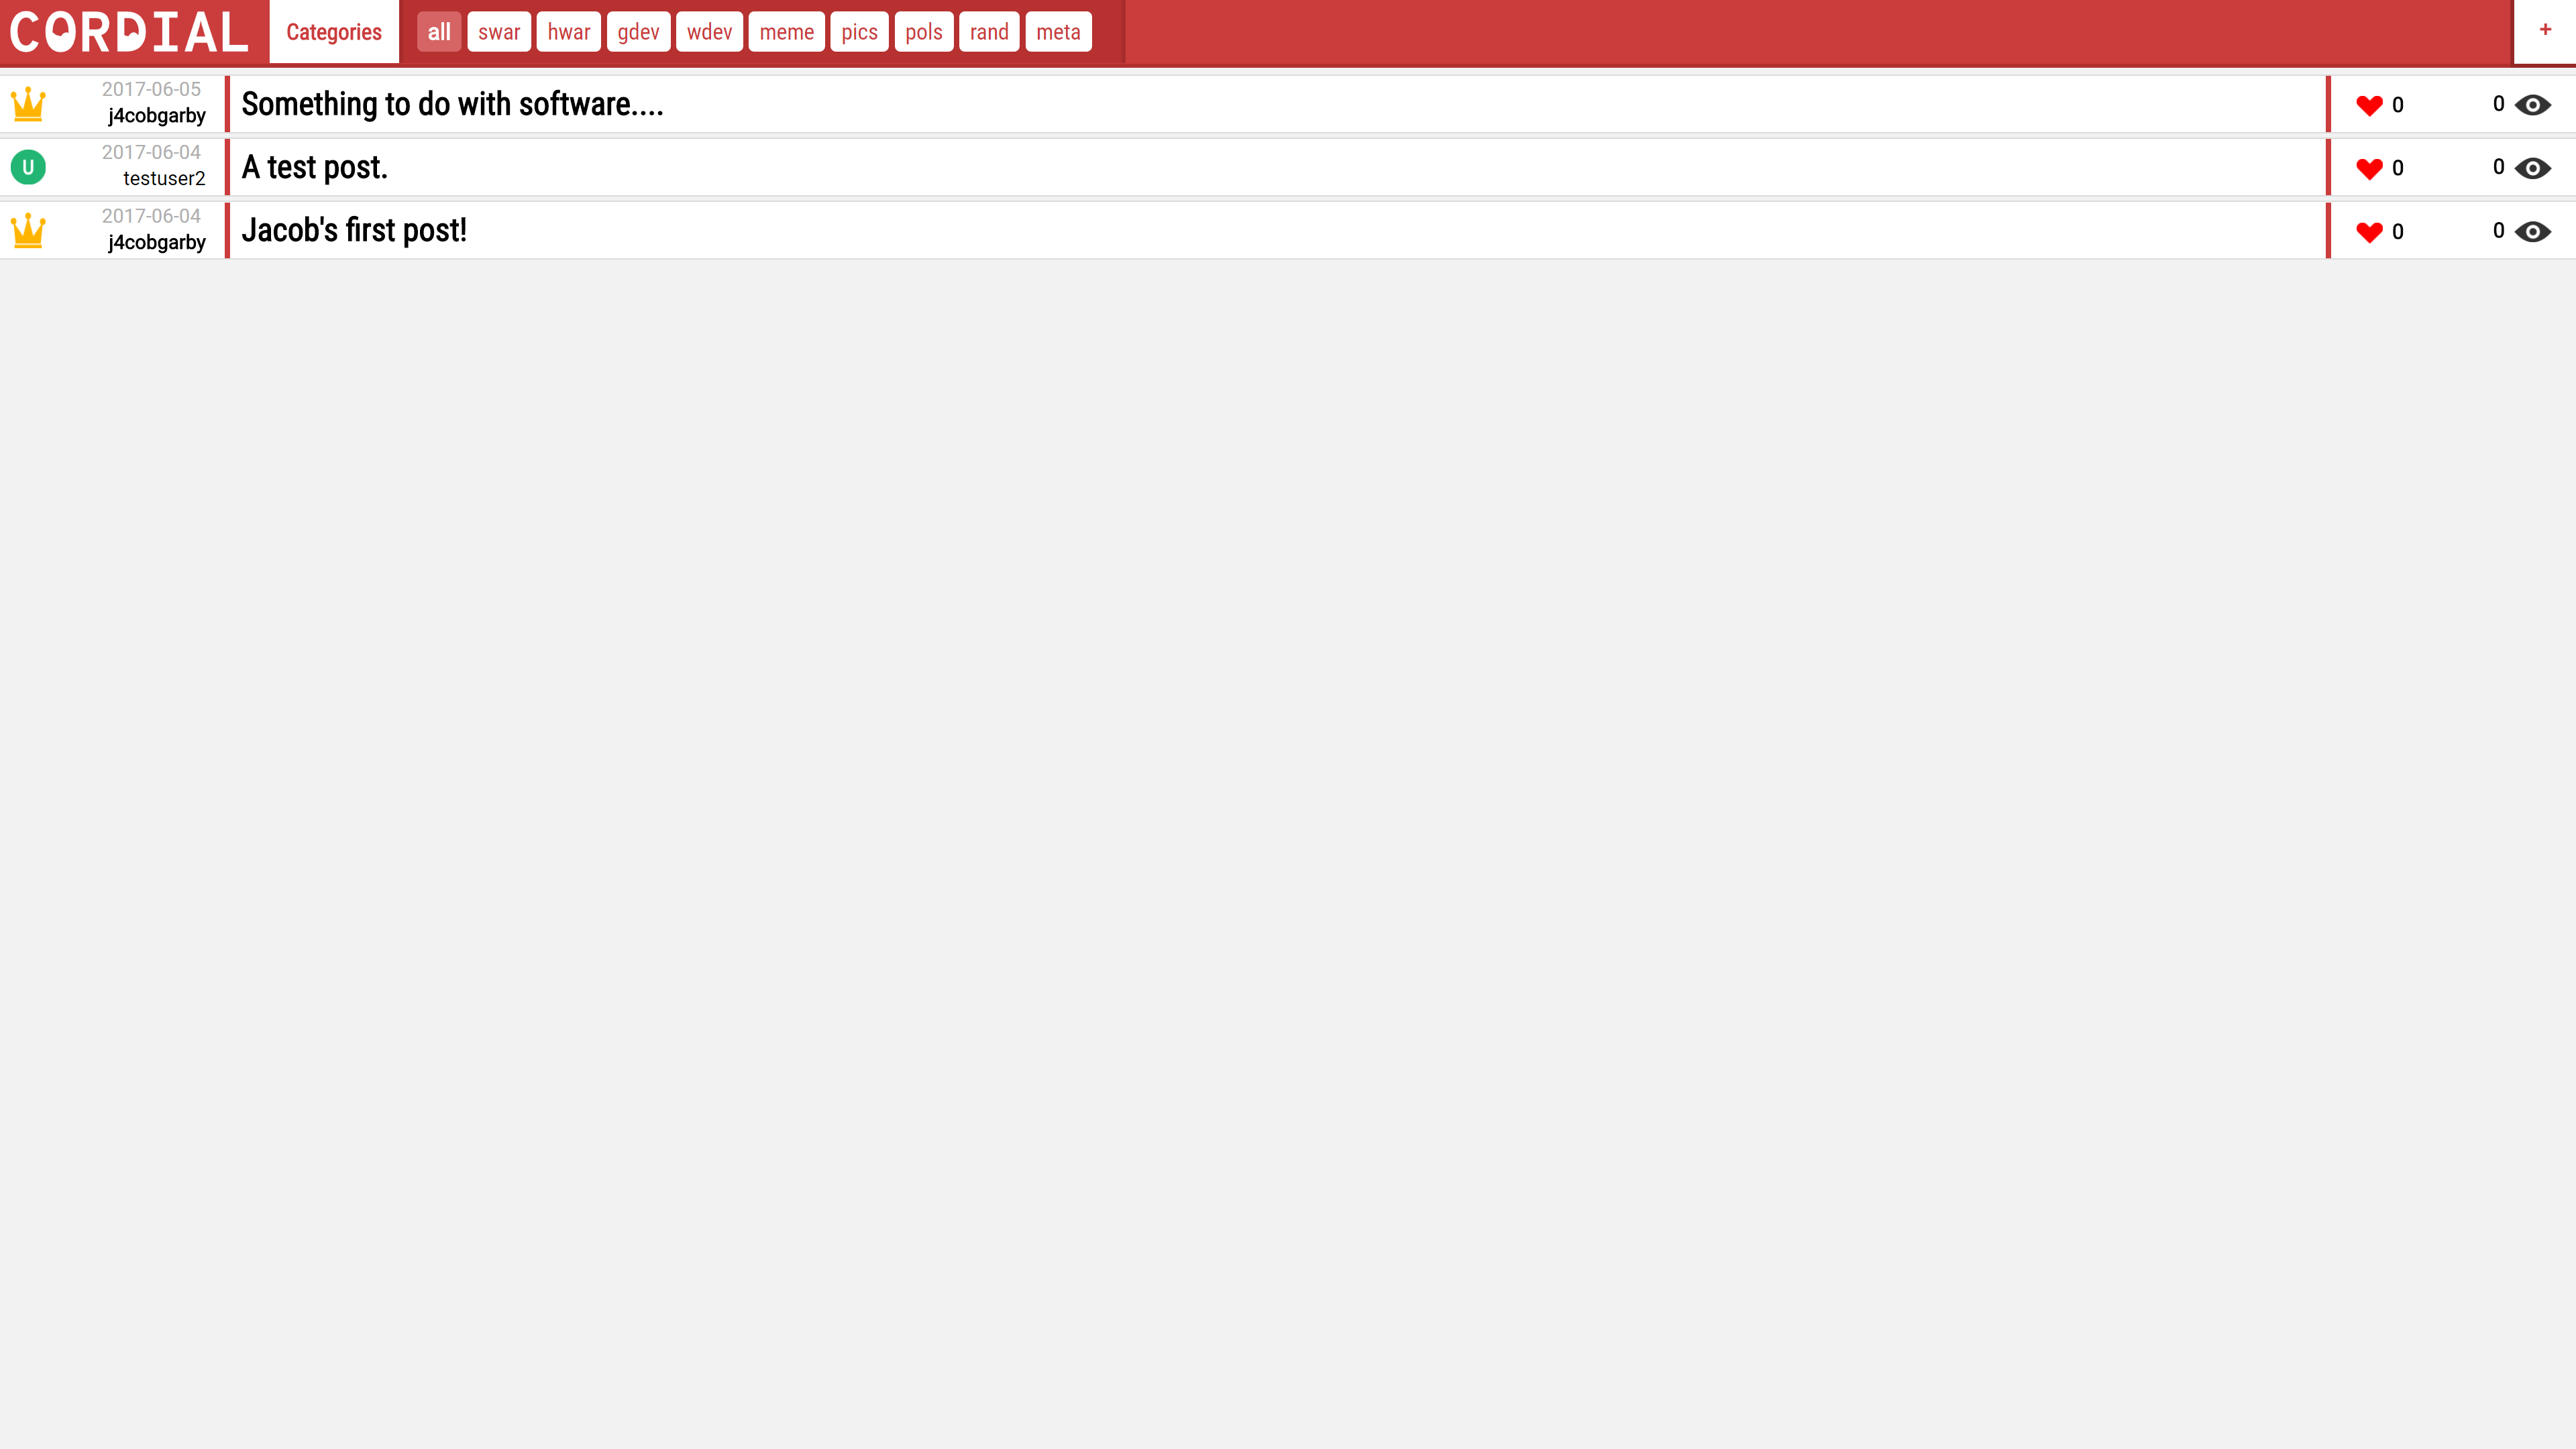 CORDIAL Categories all swar hwar gdev wdev meme pics pols rand meta +
2017-06-05
j4cobgarby
Something to do with software....
0 0
U
2017-06-04
testuser2
A test post.
0 0
2017-06-04
j4cobgarby
Jacob's first post!
0 0